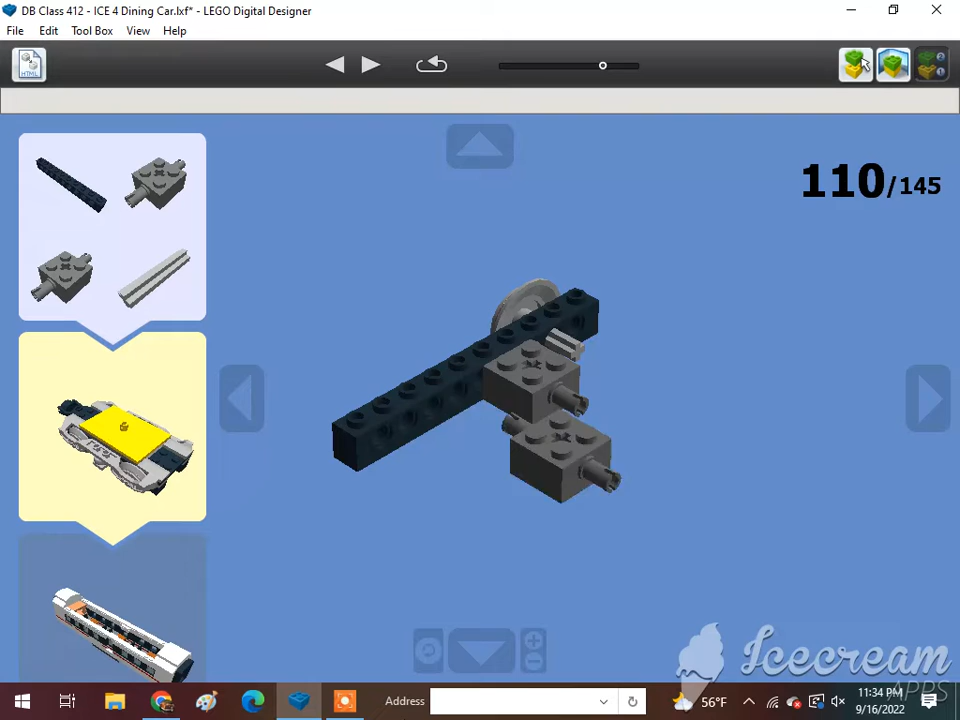 DB Class 412 - ICE 4 Dining Car.lxf* - LEGO Digital Designer
File Edit Tool Box View Help
HTML
110/145
Icecream
APPS
Address
56°F
11:34 PM
9/16/2022